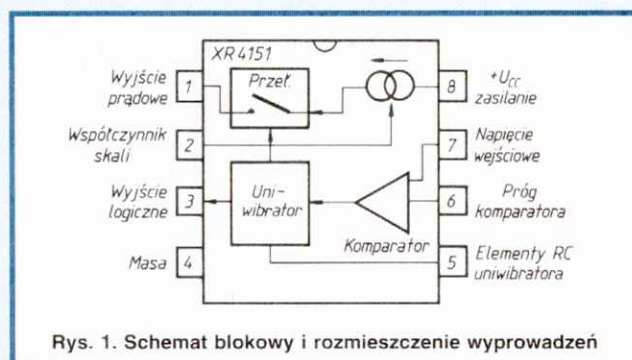 XR 4151
Wyjście
prądowe
1
Przeł.
8
+Ucc
zasilanie
Współczynnik
skali
2
7
Napięcie
wejściowe
Wyjście
logiczne
3
Uni-
wibrator
6
Próg
komparatora
Komparator
Masa
4
5
Elementy RC
uniwibratora
Rys. 1. Schemat blokowy i rozmieszczenie wyprowadzeń